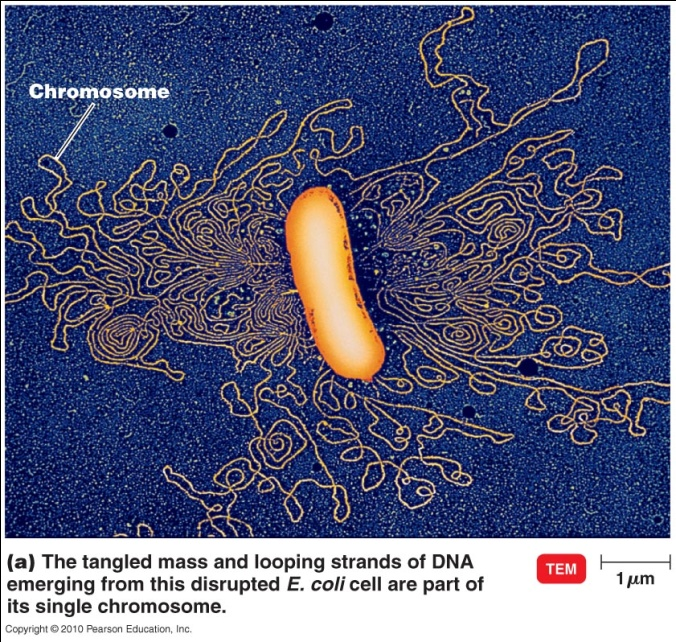 Chromosome
(a) The tangled mass and looping strands of DNA
emerging from this disrupted E. coli cell are part of
its single chromosome.
TEM
1 μm
Copyright © 2010 Pearson Education, Inc.